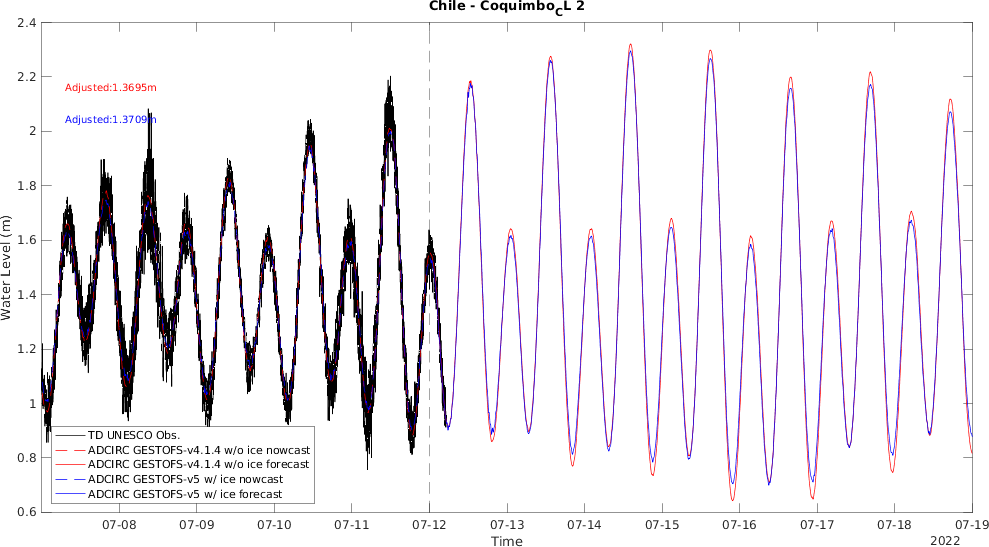 Chile - Coquimbo_CL 2
Water Level (m)
2.4
2.2
2
1.8
1.6
1.4
1.2
1
0.8
0.6
Adjusted:1.3695m
Adjusted:1.3709m
TD UNESCO Obs.
ADCIRC GESTOFS-v4.1.4 w/o ice nowcast
ADCIRC GESTOFS-v4.1.4 w/o ice forecast
ADCIRC GESTOFS-v5 w/ ice nowcast
ADCIRC GESTOFS-v5 w/ ice forecast
07-08 07-09 07-10 07-11 07-12 07-13 07-14 07-15 07-16 07-17 07-18 07-19
Time
2022